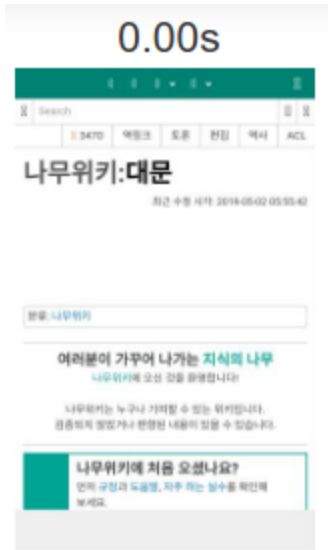 0.00s
Search
3470 역링크 토론 편집 역사 ACL
나무위키:대문
최근 수정 시각: 2019-05-02 05:55:42
분류: 나무위키
여러분이 가꾸어 나가는 지식의 나무
나무위키에 오신 것을 환영합니다!
나무위키는 누구나 기여할 수 있는 위키입니다.
검증되지 않았거나 편향된 내용이 있을 수 있습니다.
나무위키에 처음 오셨나요?
먼저 규정과 도움말, 자주 하는 실수를 확인해
보세요.